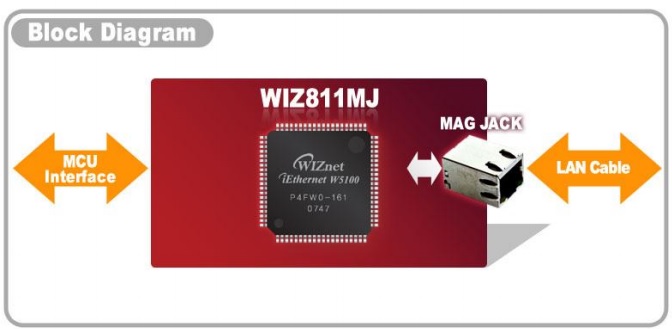 Block Diagram
WIZ811MJ
MAG JACK
MCU
Interface
WIZnet
iEthernet W5100
P4FW0-161
0747
LAN Cable